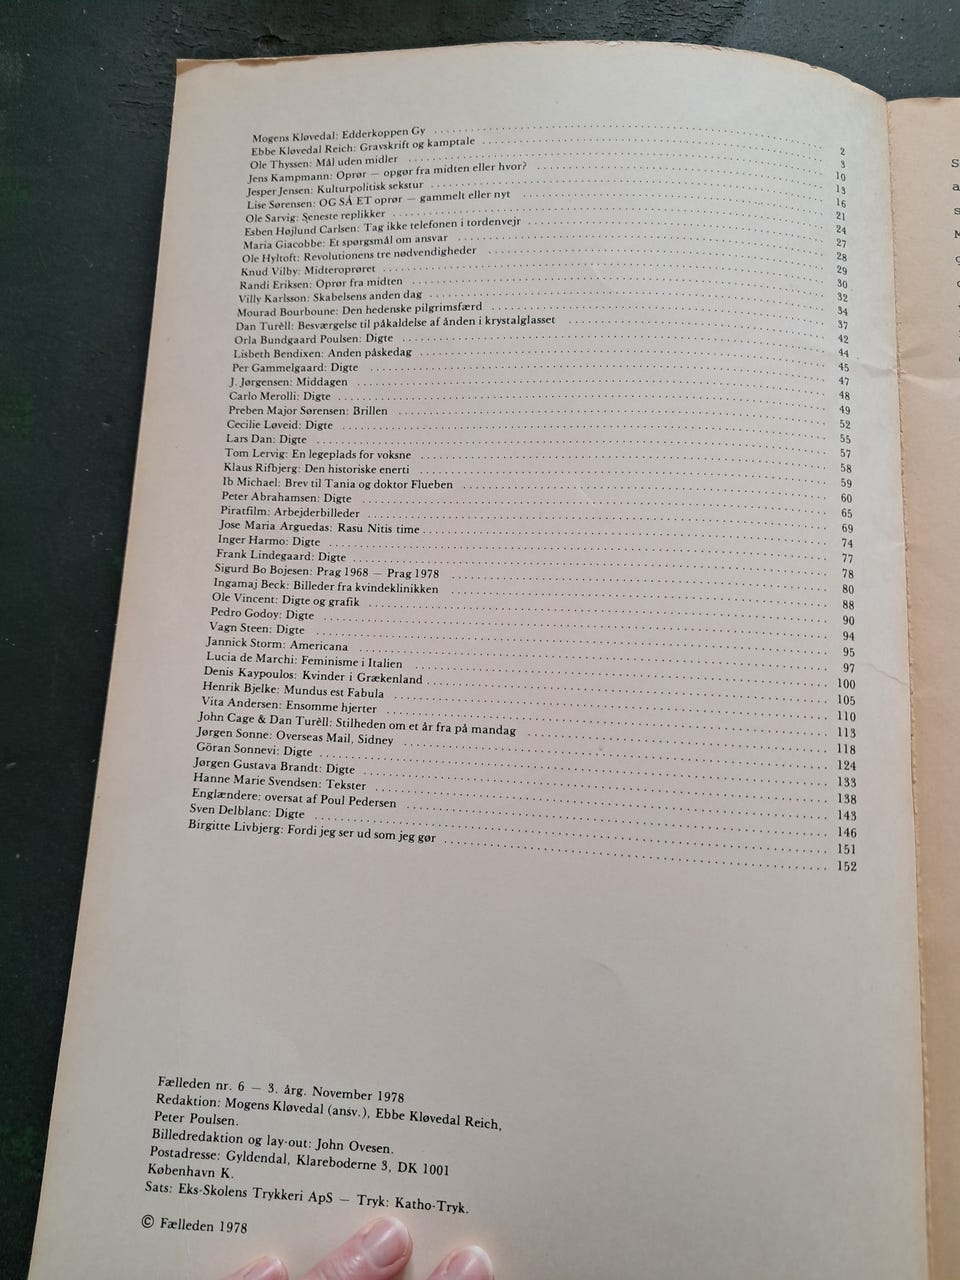 Mogens Kløvedal: Edderkoppen Gy 2
Ebbe Kløvedal Reich: Gravskrift og kamptale 3
Ole Thyssen: Mål uden midler 10
Jens Kampmann: Oprør — opgør fra midten eller hvor? 13
Jesper Jensen: Kulturpolitisk sekstur 16
Lise Sørensen: OG SÅ ET oprør — gammelt eller nyt 21
Ole Sarvig: Seneste replikker 24
Esben Højlund Carlsen: Tag ikke telefonen i tordenvejr 27
Maria Giacobbe: Et spørgsmål om ansvar 28
Ole Hyltoft: Revolutionens tre nødvendigheder 29
Knud Vilby: Midteroprøret 30
Randi Eriksen: Oprør fra midten 32
Villy Karlsson: Skabelsens anden dag 34
Mourad Bourboune: Den hedenske pilgrimsfærd 37
Dan Turèll: Besværgelse til påkaldelse af ånden i krystalglasset 42
Orla Bundgaard Poulsen: Digte 44
Lisbeth Bendixen: Anden påskedag 45
Per Gammelgaard: Digte 47
J. Jørgensen: Middagen 48
Carlo Merolli: Digte 49
Preben Major Sørensen: Brillen 52
Cecilie Løveid: Digte 55
Lars Dan: Digte 57
Tom Lervig: En legeplads for voksne 58
Klaus Rifbjerg: Den historiske enerti 59
Ib Michael: Brev til Tania og doktor Flueben 60
Peter Abrahamsen: Digte 65
Piratfilm: Arbejderbilleder 69
Jose Maria Arguedas: Rasu Nitis time 74
Inger Harmo: Digte 77
Frank Lindegaard: Digte 78
Sigurd Bo Bojesen: Prag 1968 — Prag 1978 80
Ingamaj Beck: Billeder fra kvindeklinikken 88
Ole Vincent: Digte og grafik 90
Pedro Godoy: Digte 94
Vagn Steen: Digte 95
Jannick Storm: Americana 97
Lucia de Marchi: Feminisme i Italien 100
Denis Kaypoulos: Kvinder i Grækenland 105
Henrik Bjelke: Mundus est Fabula 110
Vita Andersen: Ensomme hjerter 113
John Cage & Dan Turèll: Stilheden om et år fra på mandag 118
Jørgen Sonne: Overseas Mail, Sidney 124
Göran Sonnevi: Digte 133
Jørgen Gustava Brandt: Digte 138
Hanne Marie Svendsen: Tekster 143
Englændere: oversat af Poul Pedersen 146
Sven Delblanc: Digte 151
Birgitte Livbjerg: Fordi jeg ser ud som jeg gør 152
Fælleden nr. 6 — 3. årg. November 1978
Redaktion: Mogens Kløvedal (ansv.), Ebbe Kløvedal Reich,
Peter Poulsen.
Billedredaktion og lay-out: John Ovesen.
Postadresse: Gyldendal, Klareboderne 3, DK 1001
København K.
Sats: Eks-Skolens Trykkeri ApS — Tryk: Katho-Tryk.
© Fælleden 1978